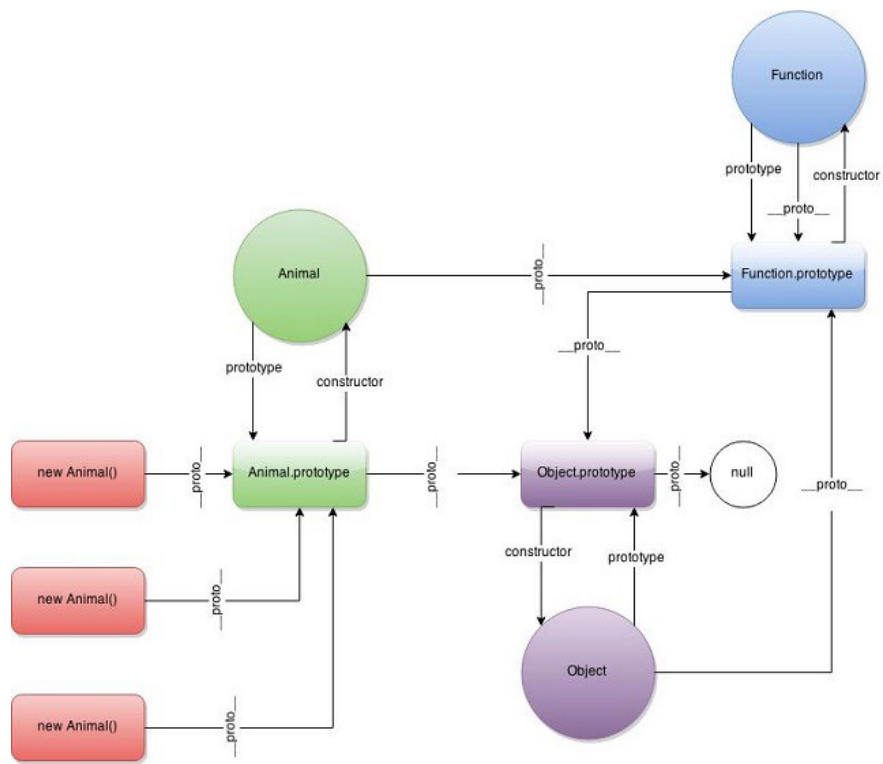 Function
prototype
constructor
__proto__
Animal
__proto__
Function.prototype
__proto__
prototype
constructor
new Animal()
__proto__
Animal.prototype
__proto__
Object.prototype
__proto__
null
__proto__
constructor
prototype
new Animal()
__proto__
Object
new Animal()
__proto__